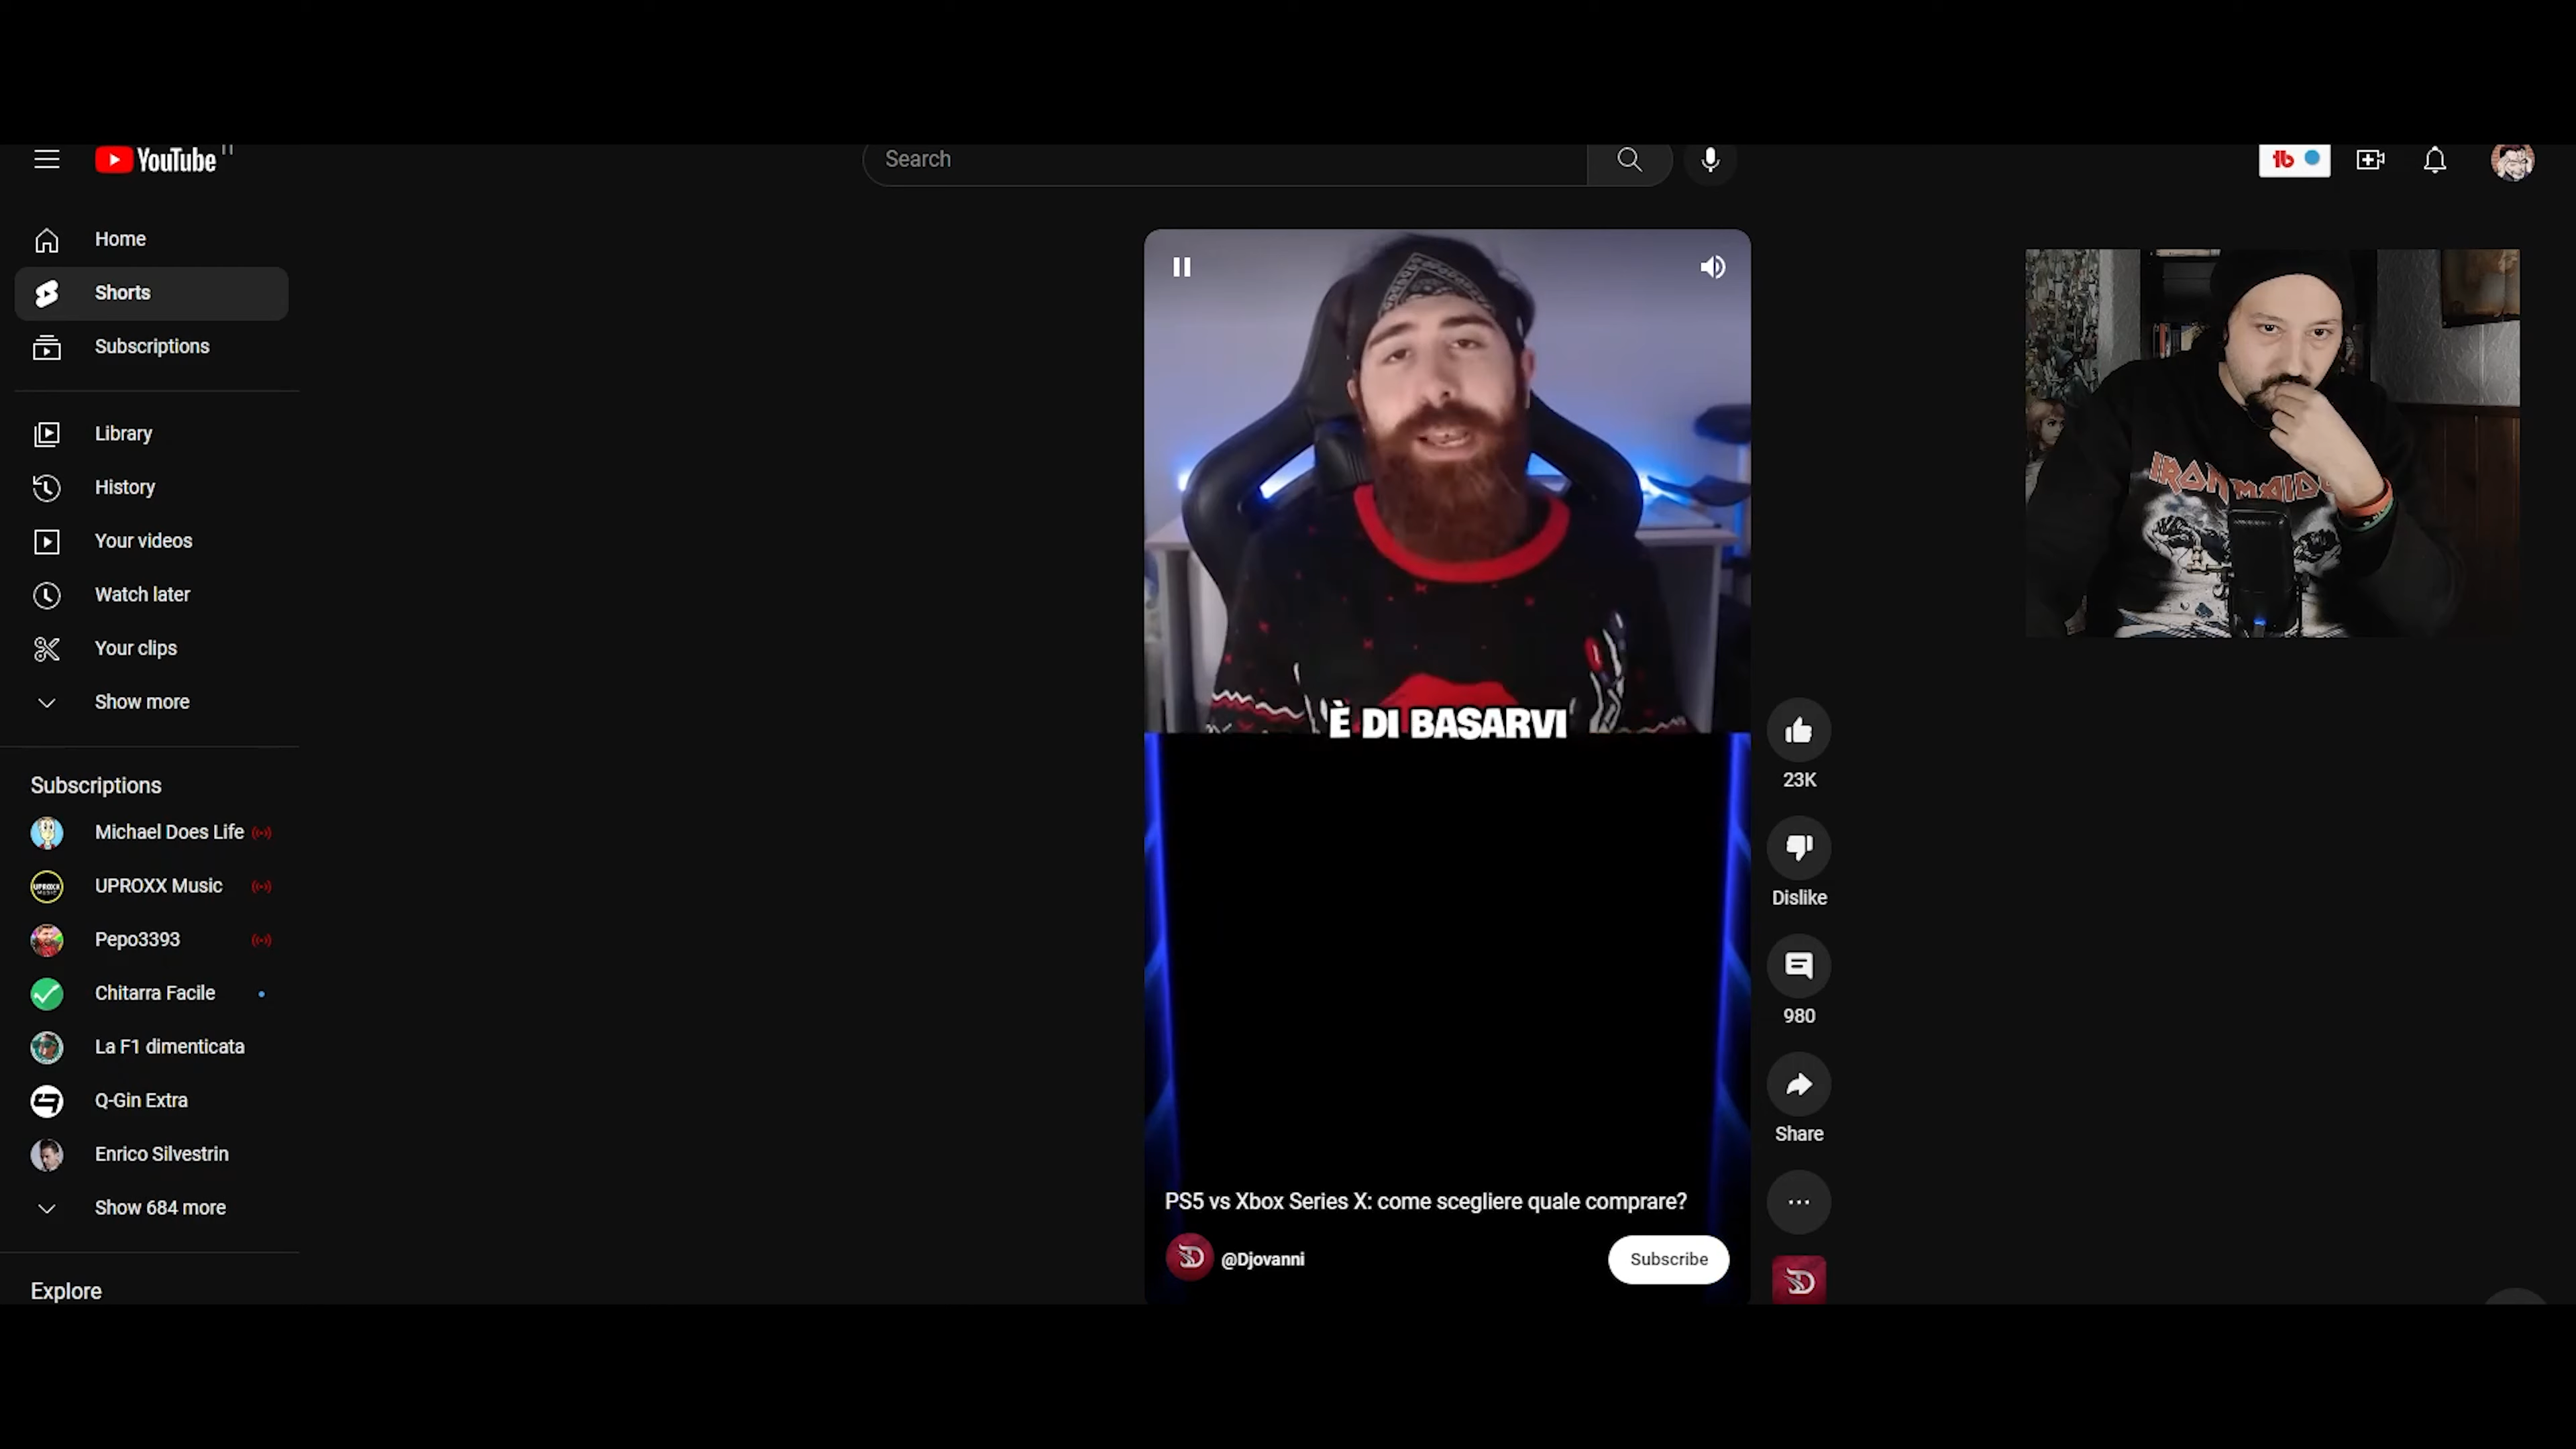 YouTube IT
Search
Home
Shorts
Subscriptions
Library
History
Your videos
Watch later
Your clips
Show more
Subscriptions
Michael Does Life
UPROXX Music
Pepo3393
Chitarra Facile
La F1 dimenticata
Q-Gin Extra
Enrico Silvestrin
Show 684 more
Explore
È DI BASARVI
PS5 vs Xbox Series X: come scegliere quale comprare?
@Djovanni
Subscribe
23K
Dislike
980
Share
tb
IRON MAIDEN